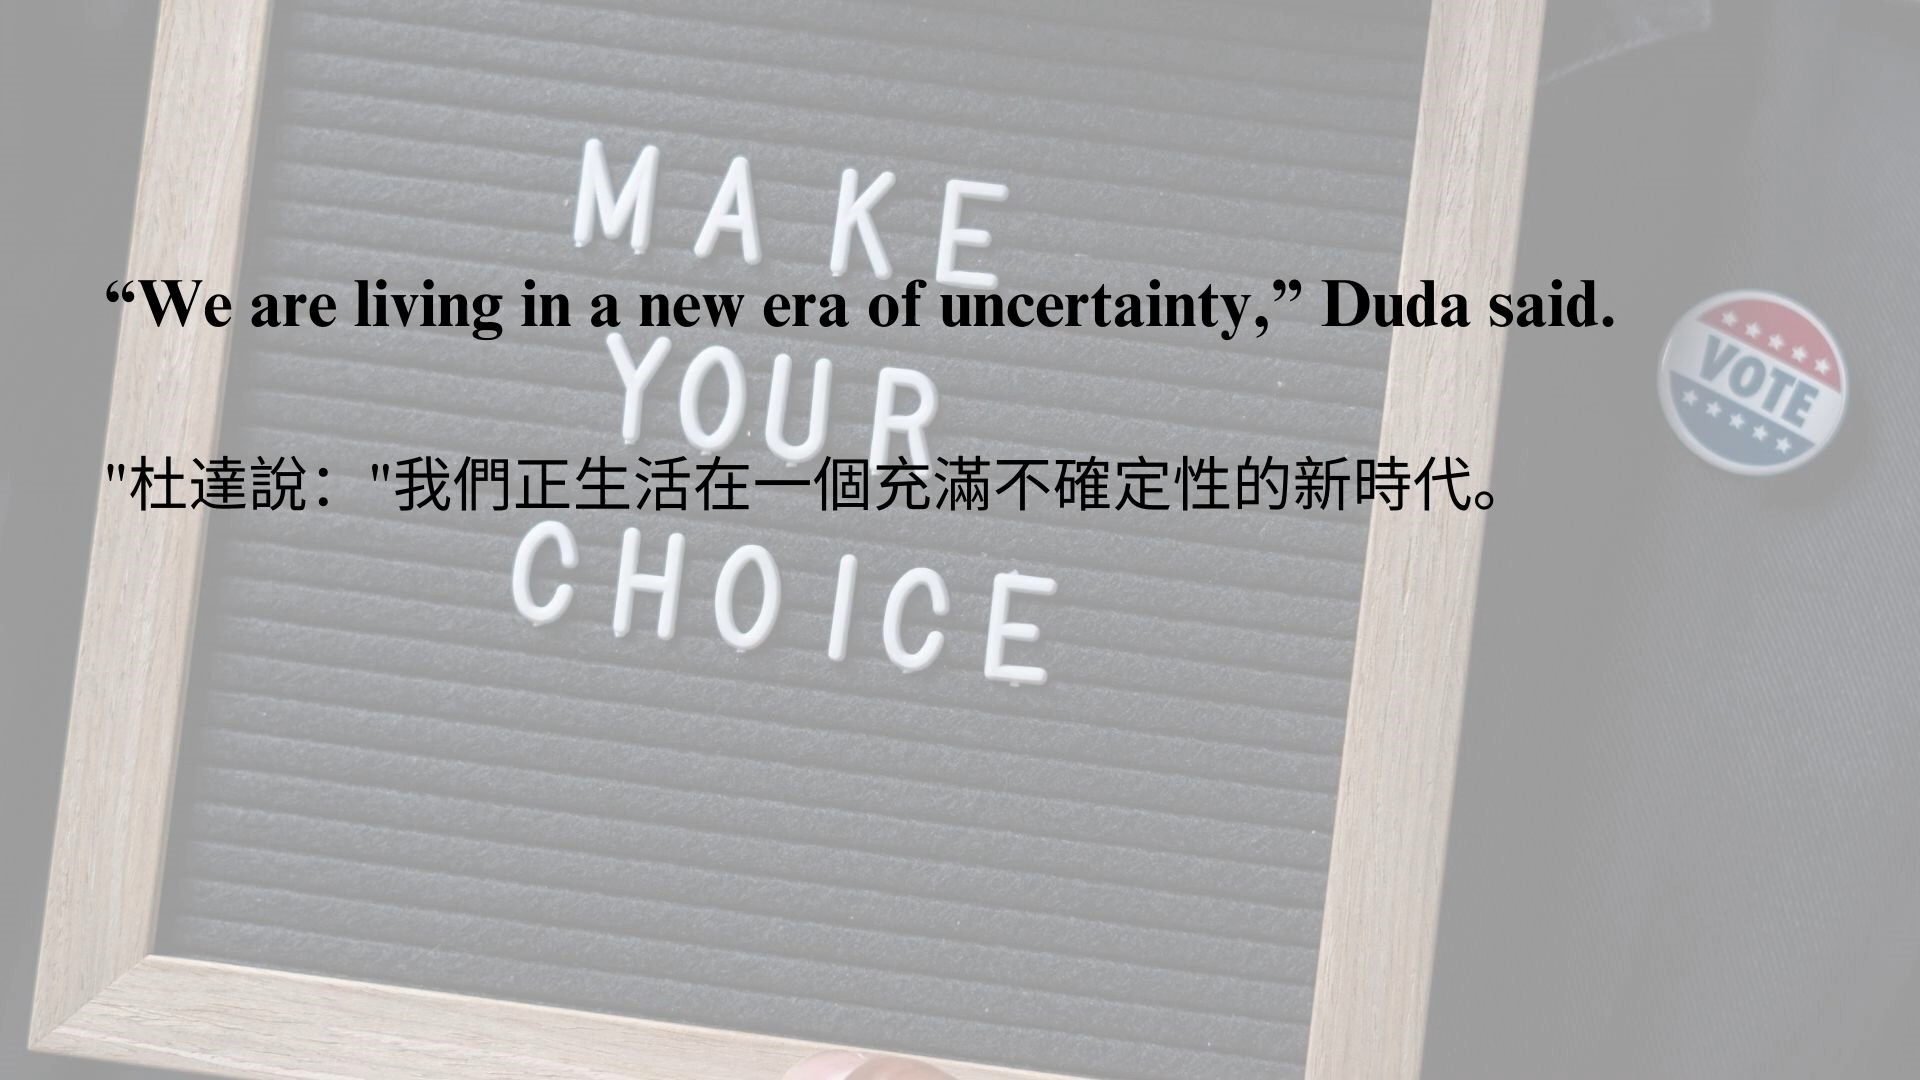 MAKE
“We are living in a new era of uncertainty,” Duda said.
YOUR
VOTE
"杜達說："我們正生活在一個充滿不確定性的新時代。
CHOICE